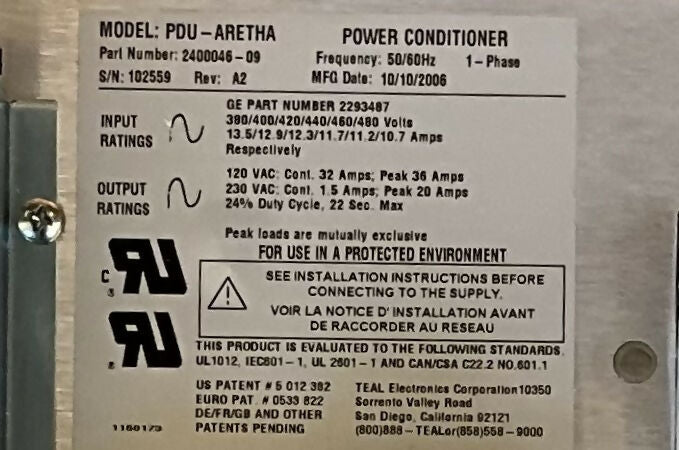 MODEL: PDU-ARETHA POWER CONDITIONER
Part Number: 2400046-09 Frequency: 50/60Hz 1-Phase
S/N: 102559 Rev: A2 MFG Date: 10/10/2006
GE PART NUMBER 2293487
INPUT RATINGS
380/400/420/440/460/480 Volts
13.5/12.9/12.3/11.7/11.2/10.7 Amps
Respectively
OUTPUT RATINGS
120 VAC: Cont. 32 Amps; Peak 36 Amps
230 VAC: Cont. 1.5 Amps; Peak 20 Amps
24% Duty Cycle, 22 Sec. Max
Peak loads are mutually exclusive
FOR USE IN A PROTECTED ENVIRONMENT
C RU ®
RU ®
SEE INSTALLATION INSTRUCTIONS BEFORE
CONNECTING TO THE SUPPLY.
VOIR LA NOTICE D'INSTALLATION AVANT
DE RACCORDER AU RESEAU
THIS PRODUCT IS EVALUATED TO THE FOLLOWING STANDARDS.
UL1012, IEC601-1, UL 2601-1 AND CAN/CSA C22.2 NO.601.1
US PATENT # 5 012 382
EURO PAT. # 0533 822
DE/FR/GB AND OTHER
PATENTS PENDING
TEAL Electronics Corporation10350
Sorrento Valley Road
San Diego, California 92121
(800)888-TEALor(858)558-9000
1160173